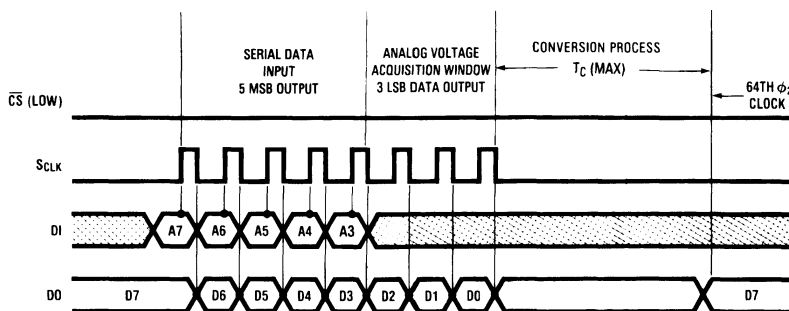 SERIAL DATA
INPUT
5 MSB OUTPUT
ANALOG VOLTAGE
ACQUISITION WINDOW
3 LSB DATA OUTPUT
CONVERSION PROCESS
TC (MAX)
64TH ϕ2
CLOCK
CS (LOW)
SCLK
DI
A7 A6 A5 A4 A3
DO
D7 D6 D5 D4 D3 D2 D1 D0 D7